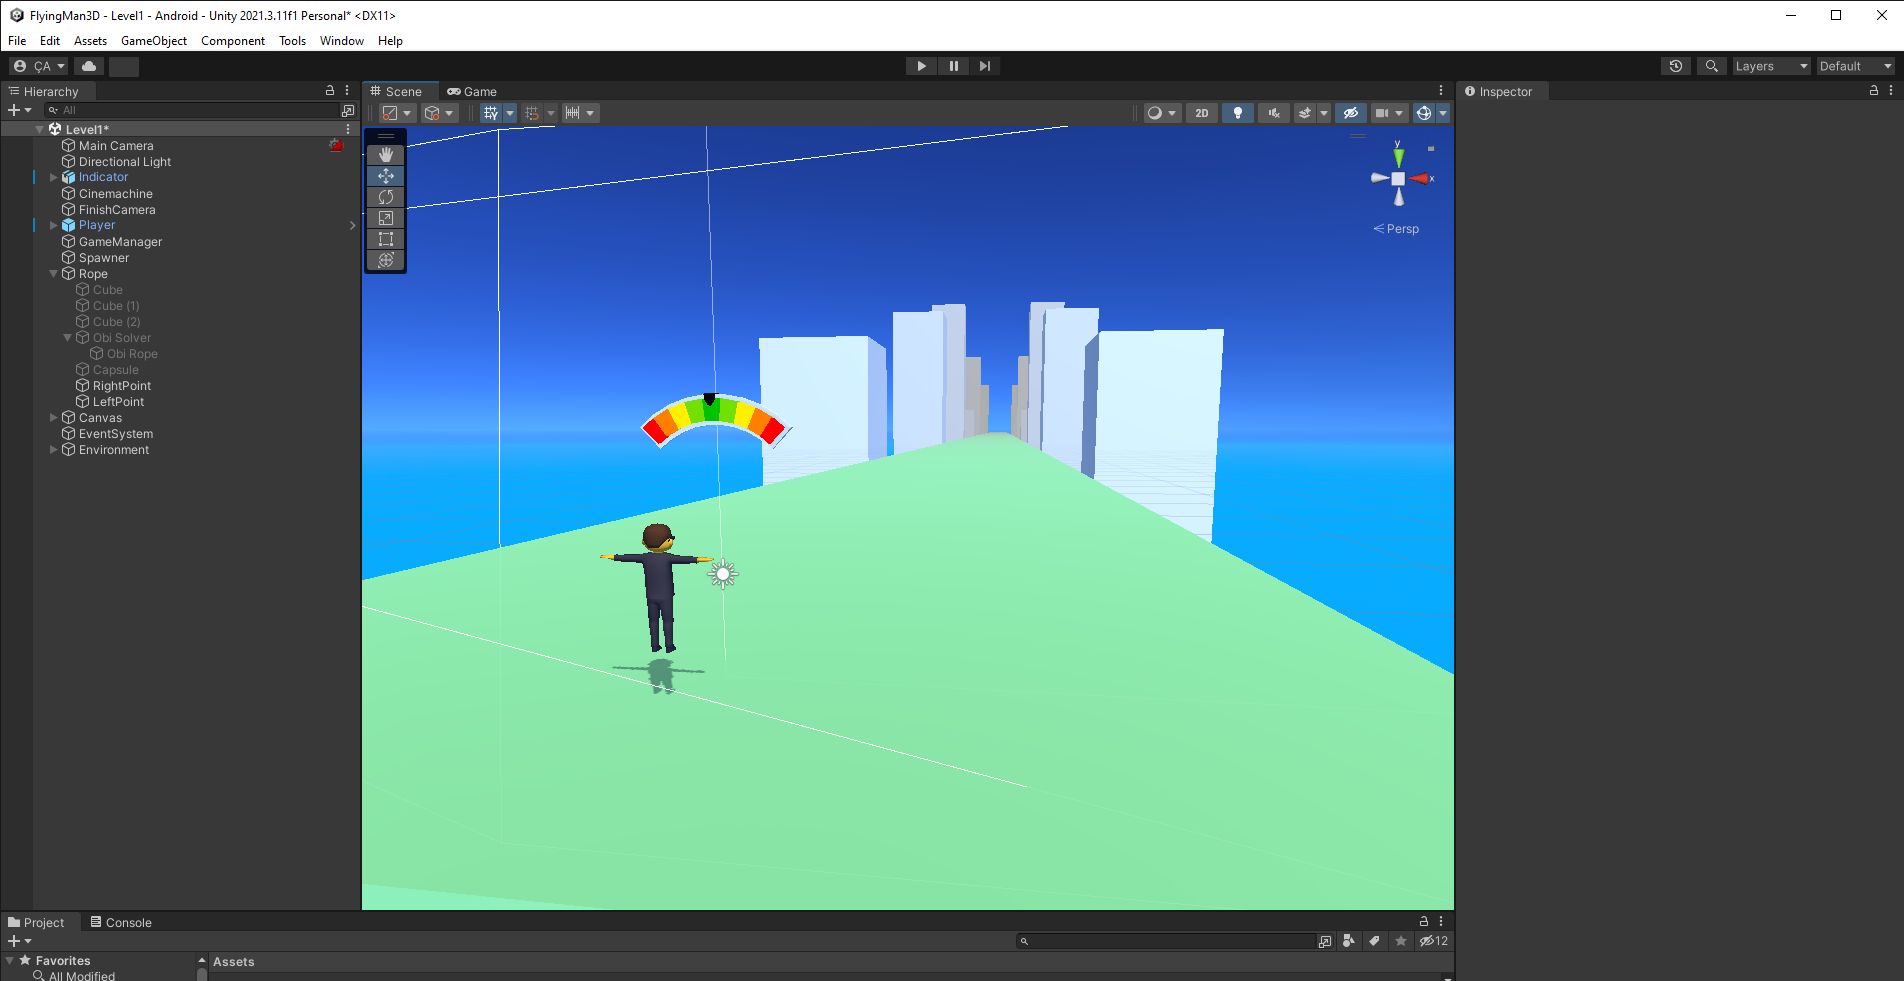 FlyingMan3D - Level1 - Android - Unity 2021.3.11f1 Personal* <DX11>
File Edit Assets GameObject Component Tools Window Help
ÇA Layers Default
Hierarchy
All
Level1*
Main Camera
Directional Light
Indicator
Cinemachine
FinishCamera
Player
GameManager
Spawner
Rope
Cube
Cube (1)
Cube (2)
Obi Solver
Obi Rope
Capsule
RightPoint
LeftPoint
Canvas
EventSystem
Environment
Scene Game
2D
y
x
Persp
Inspector
Project Console
12
Favorites
All Modified
Assets